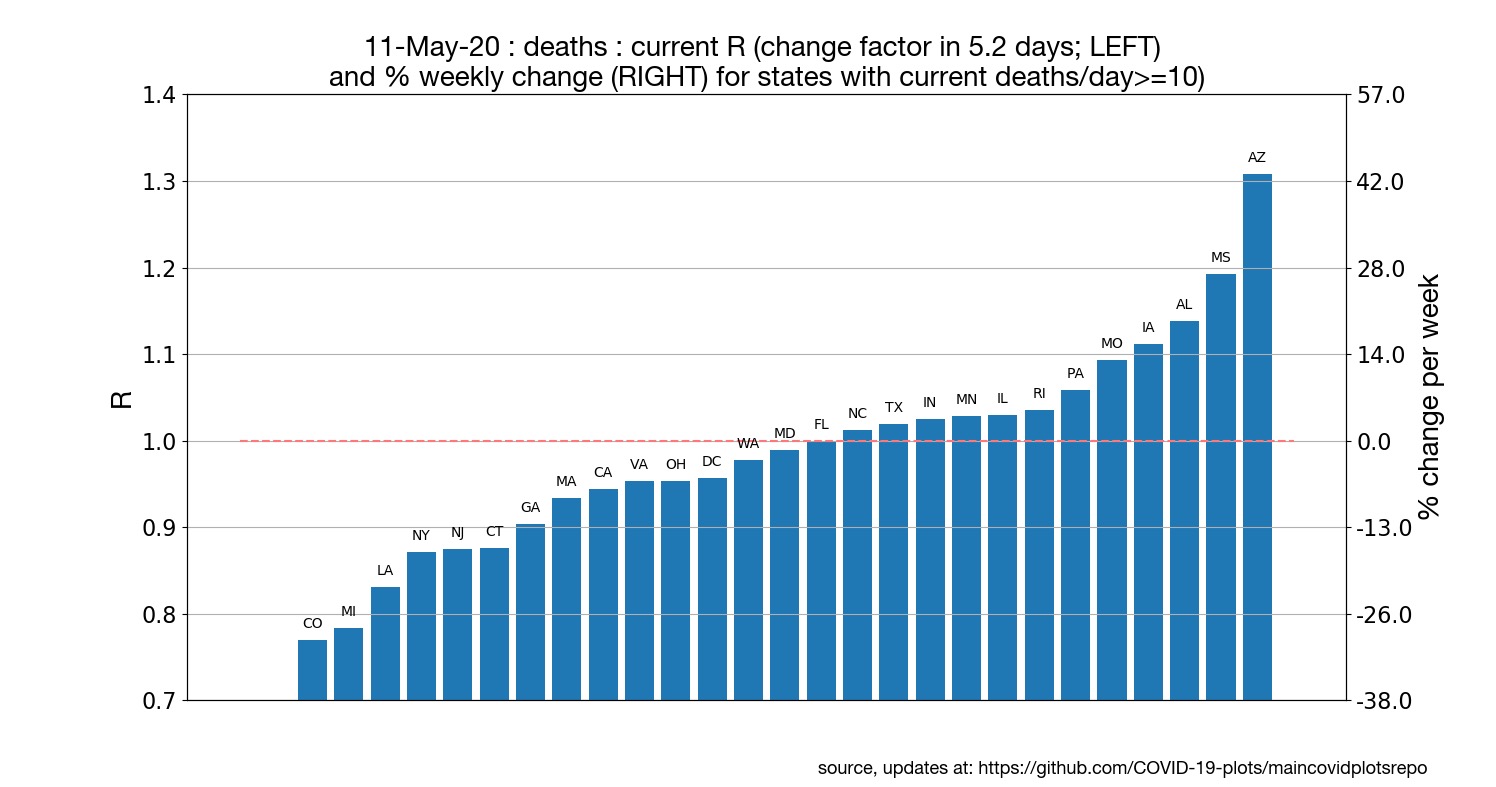 11-May-20 : deaths : current R (change factor in 5.2 days; LEFT)
and % weekly change (RIGHT) for states with current deaths/day>=10)
1.4
1.3
1.2
1.1
1.0
0.9
0.8
0.7
R
CO
MI
LA
NY
NJ
CT
GA
MA
CA
VA
OH
DC
WA
MD
FL
NC
TX
IN
MN
IL
RI
PA
MO
IA
AL
MS
AZ
57.0
42.0
28.0
14.0
0.0
-13.0
-26.0
-38.0
% change per week
source, updates at: https://github.com/COVID-19-plots/maincovidplotsrepo